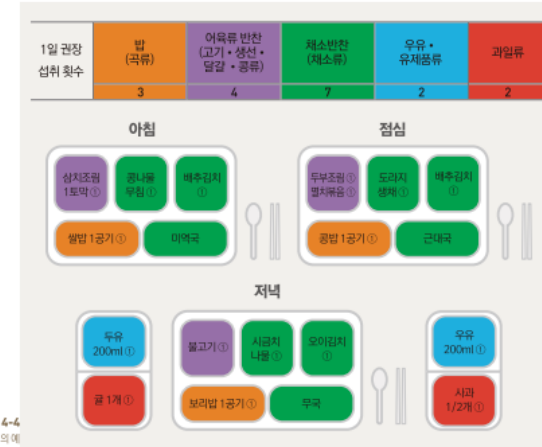 1일 권장
섭취 횟수
밥
(곡류)
어육류 반찬
(고기・생선・
달걀・콩류)
채소반찬
(채소류)
우유・
유제품류
과일류
3
4
7
2
2
아침
삼치조림
1토막①
콩나물
무침①
배추김치
①
쌀밥 1공기①
미역국
점심
두부조림①
멸치볶음①
도라지
생채①
배추김치
①
콩밥 1공기①
근대국
저녁
두유
200ml①
귤 1개①
불고기①
시금치
나물①
오이김치
①
보리밥 1공기①
무국
우유
200ml①
사과
1/2개①
4-4
의 예